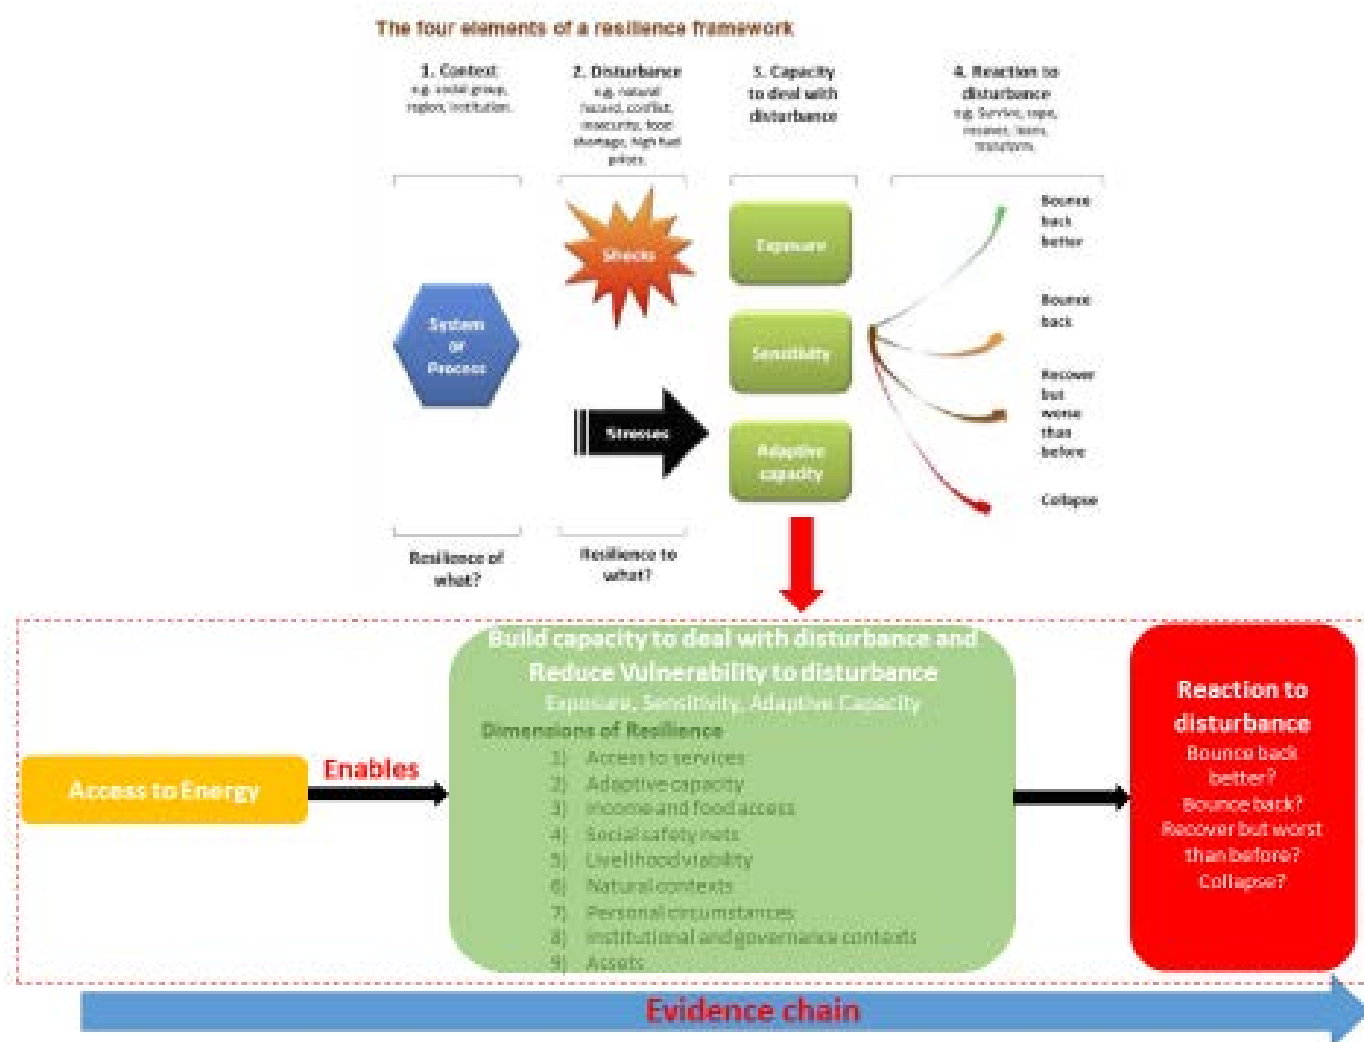 The four elements of a resilience framework
1. Context
e.g. social group,
region, institution.
2. Disturbance
e.g. natural
hazard, conflict,
insecurity, food
shortage, high fuel
prices.
3. Capacity
to deal with
disturbance
4. Reaction to
disturbance
e.g. Survive, cope,
recover, learn,
transform.
System
or
Process
Shocks
Stresses
Exposure
Sensitivity
Adaptive
capacity
Bounce
back
better
Bounce
back
Recover
but
worse
than
before
Collapse
Resilience of
what?
Resilience to
what?
Access to Energy
Enables
Build capacity to deal with disturbance and
Reduce Vulnerability to disturbance
Exposure, Sensitivity, Adaptive Capacity
Dimensions of Resilience
1) Access to services
2) Adaptive capacity
3) Income and food access
4) Social safety nets
5) Livelihood viability
6) Natural contexts
7) Personal circumstances
8) Institutional and governance contexts
9) Assets
Reaction to
disturbance
Bounce back
better?
Bounce back?
Recover but worst
than before?
Collapse?
Evidence chain